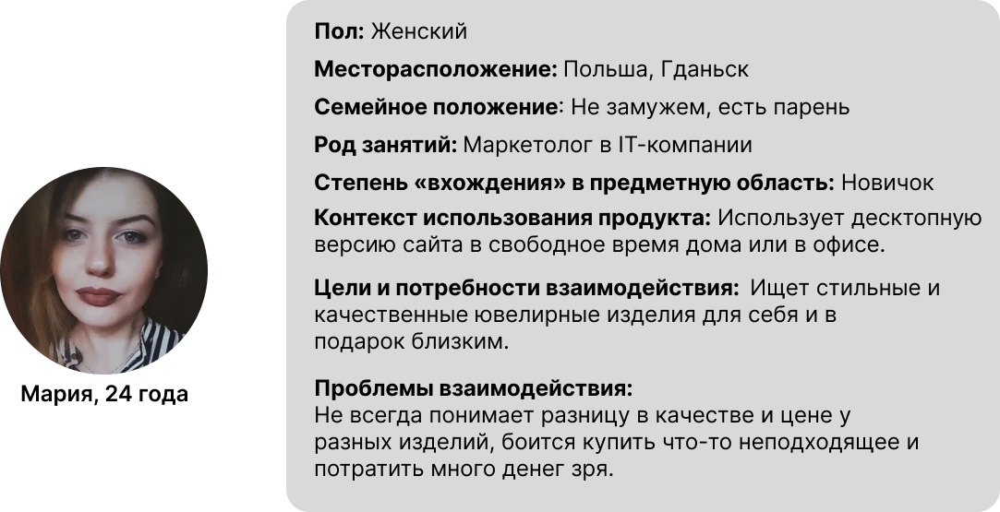 Пол: Женский
Месторасположение: Польша, Гданьск
Семейное положение: Не замужем, есть парень
Род занятий: Маркетолог в IT-компании
Степень «вхождения» в предметную область: Новичок
Контекст использования продукта: Использует десктопную
версию сайта в свободное время дома или в офисе.
Цели и потребности взаимодействия: Ищет стильные и
качественные ювелирные изделия для себя и в
подарок близким.
Проблемы взаимодействия:
Не всегда понимает разницу в качестве и цене у
разных изделий, боится купить что-то неподходящее и
потратить много денег зря.
Мария, 24 года